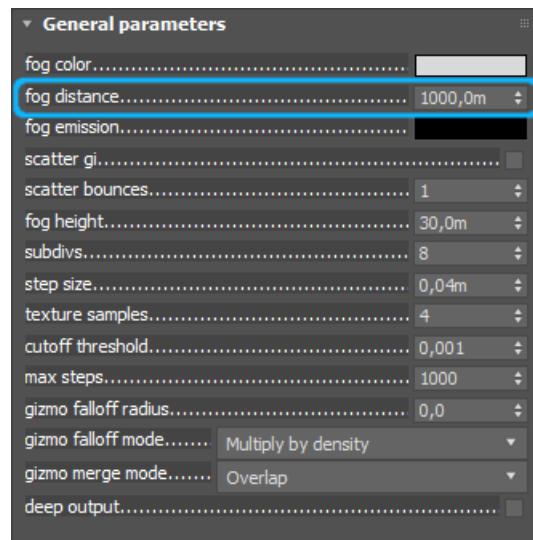 General parameters
fog color
fog distance 1000,0m
fog emission
scatter gi
scatter bounces 1
fog height 30,0m
subdivs 8
step size 0,04m
texture samples 4
cutoff threshold 0,001
max steps 1000
gizmo falloff radius 0,0
gizmo falloff mode Multiply by density
gizmo merge mode Overlap
deep output